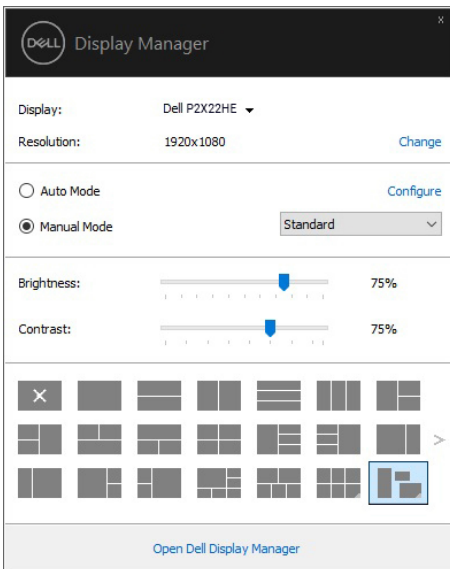 x
DELL Display Manager
Display: Dell P2X22HE
Resolution: 1920x1080 Change
Auto Mode Configure
Manual Mode Standard
Brightness: 75%
Contrast: 75%
Open Dell Display Manager